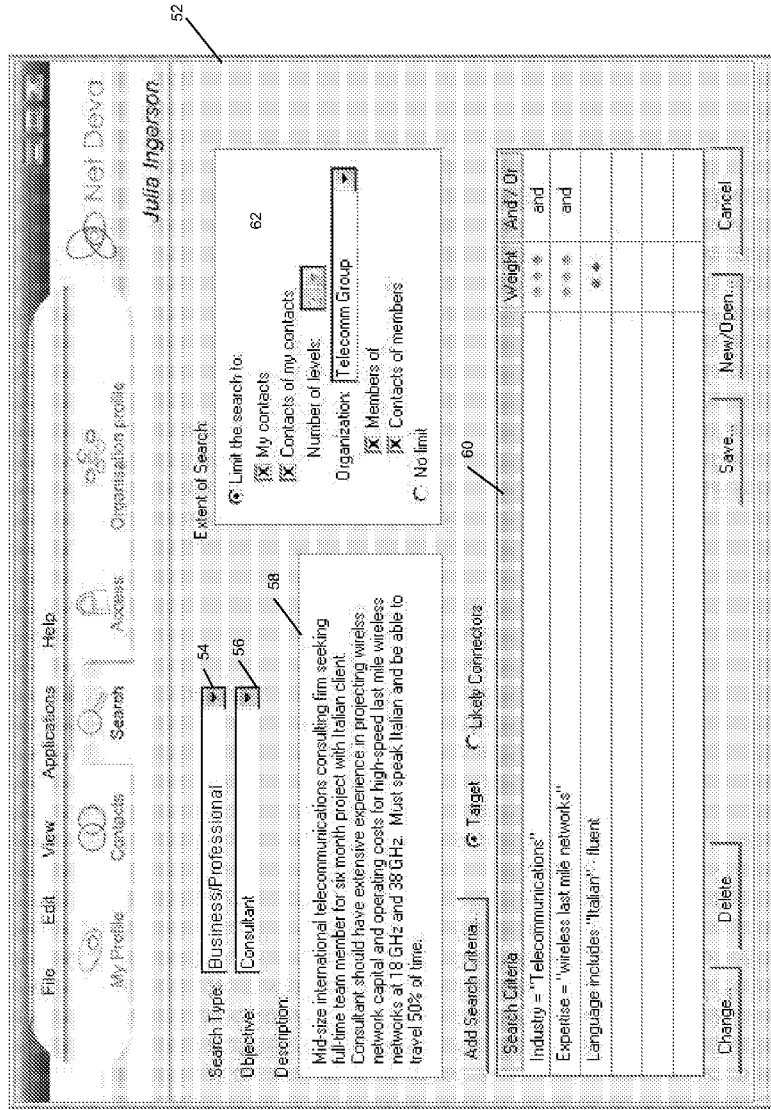 52
File Edit View Applications Help
My Profile Contacts Search Access Organisation profile Net Deva
Julia Ingerson
Search Type: Business/Professional 54
Objective: Consultant 56
Description: 58
Mid-size international telecommunications consulting firm seeking
full-time team member for six month project with Italian client.
Consultant should have extensive experience in projecting wirelss
network capital and operating costs for high-speed last mile wireless
networks at 18 GHz and 38 GHz. Must speak Italian and be able to
travel 50% of time.
Extent of Search:
Limit the search to: 62
My contacts
Contacts of my contacts
Number of levels:
Organization: Telecomm Group
Members of
Contacts of members
No limit
Add Search Criteria... Target Likely Connectors 60
Search Criteria Weight And / Or
Industry = "Telecommunications" * * * and
Expertise = "wireless last mile networks" * * * and
Language includes "Italian" - fluent * *
Change... Delete Save... New/Open... Cancel